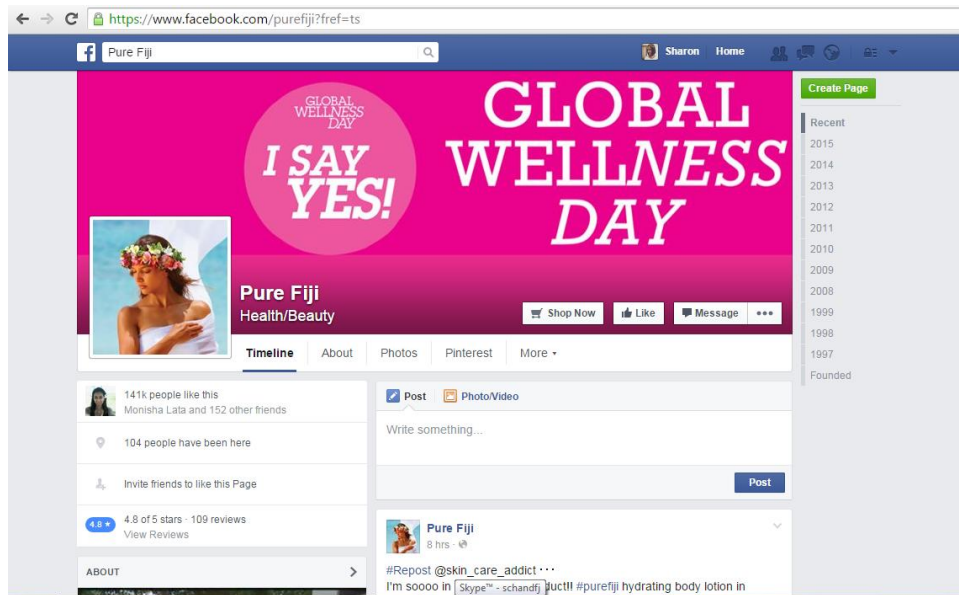 https://www.facebook.com/purefiji?fref=ts
f
Pure Fiji
Sharon Home
GLOBAL
WELLNESS
DAY
I SAY
YES!
GLOBAL
WELLNESS
DAY
Create Page
Recent
2015
2014
2013
2012
2011
2010
2009
2008
1999
1998
1997
Founded
Pure Fiji
Health/Beauty
Shop Now Like Message •••
Timeline About Photos Pinterest More
141k people like this
Monisha Lata and 152 other friends
104 people have been here
Invite friends to like this Page
4.8 ★
4.8 of 5 stars · 109 reviews
View Reviews
ABOUT
Post Photo/Video
Write something...
Post
Pure Fiji
8 hrs ·
#Repost @skin_care_addict ···
I'm soooo in Skype™ - schandfj duct!! #purefiji hydrating body lotion in